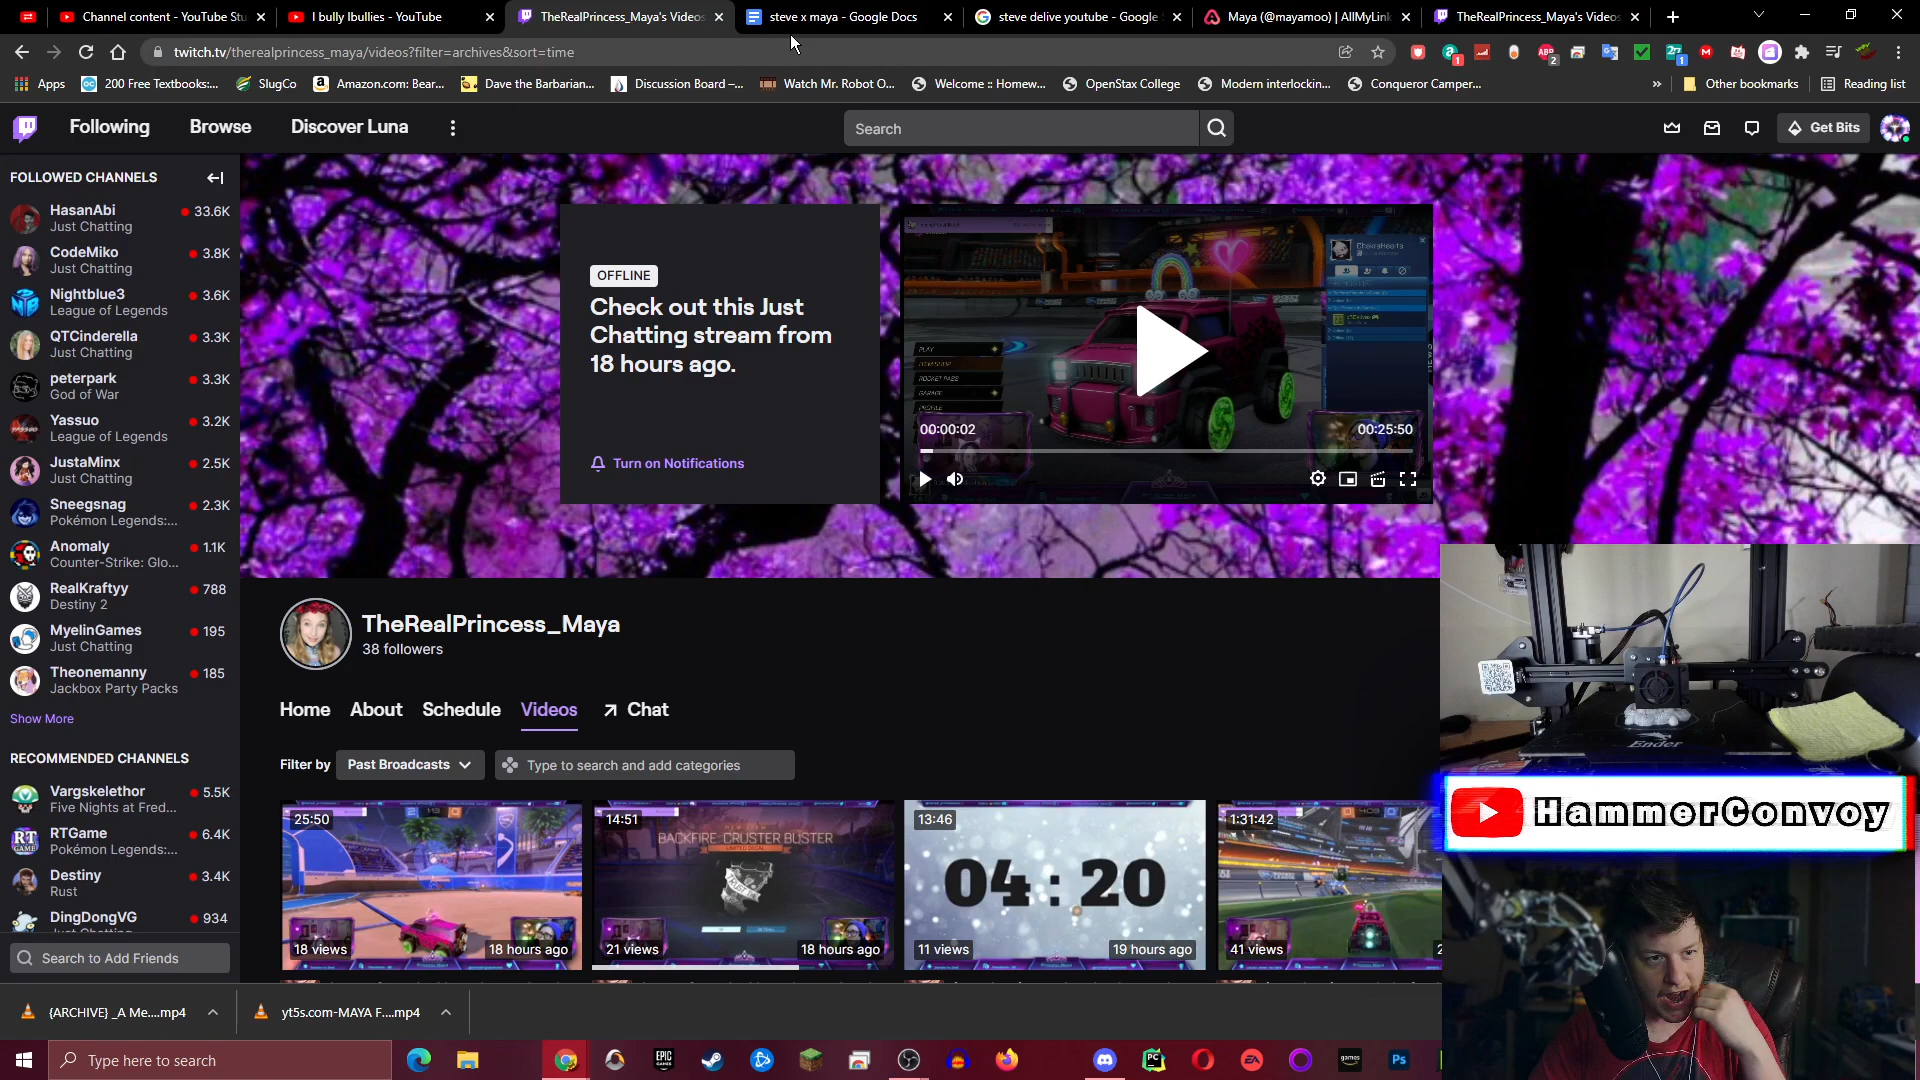 Channel content - YouTube Stu
I bully Ibullies - YouTube
TheRealPrincess_Maya's Videos
steve x maya - Google Docs
steve delive youtube - Google S
Maya (@mayamoo) | AllMyLink
TheRealPrincess_Maya's Videos
twitch.tv/therealprincess_maya/videos?filter=archives&sort=time
Apps
200 Free Textbooks:...
SlugCo
Amazon.com: Bear...
Dave the Barbarian...
Discussion Board –...
Watch Mr. Robot O...
Welcome :: Homew...
OpenStax College
Modern interlockin...
Conqueror Camper...
Other bookmarks
Reading list
Following
Browse
Discover Luna
Search
Get Bits
FOLLOWED CHANNELS
HasanAbi 33.6K
Just Chatting
CodeMiko 3.8K
Just Chatting
Nightblue3 3.6K
League of Legends
QTCinderella 3.3K
Just Chatting
peterpark 3.3K
God of War
Yassuo 3.2K
League of Legends
JustaMinx 2.5K
Just Chatting
Sneegsnag 2.3K
Pokémon Legends:...
Anomaly 1.1K
Counter-Strike: Glo...
RealKraftyy 788
Destiny 2
MyelinGames 195
Just Chatting
Theonemanny 185
Jackbox Party Packs
Show More
RECOMMENDED CHANNELS
Vargskelethor 5.5K
Five Nights at Fred...
RTGame 6.4K
Pokémon Legends:...
Destiny 3.4K
Rust
DingDongVG 934
Just Chatting
Search to Add Friends
OFFLINE
Check out this Just
Chatting stream from
18 hours ago.
Turn on Notifications
PLAY
ITEM SHOP
ROCKET PASS
GARAGE
PROFILE
00:00:02
00:25:50
TheRealPrincess_Maya
38 followers
Home
About
Schedule
Videos
Chat
Filter by
Past Broadcasts
Type to search and add categories
25:50
18 views
18 hours ago
14:51
BACKFIRE-CRUSTER BUSTER
21 views
18 hours ago
13:46
04 : 20
11 views
19 hours ago
1:31:42
41 views
2
Ender
HammerConvoy
{ARCHIVE} _A Me....mp4
yt5s.com-MAYA F....mp4
Type here to search